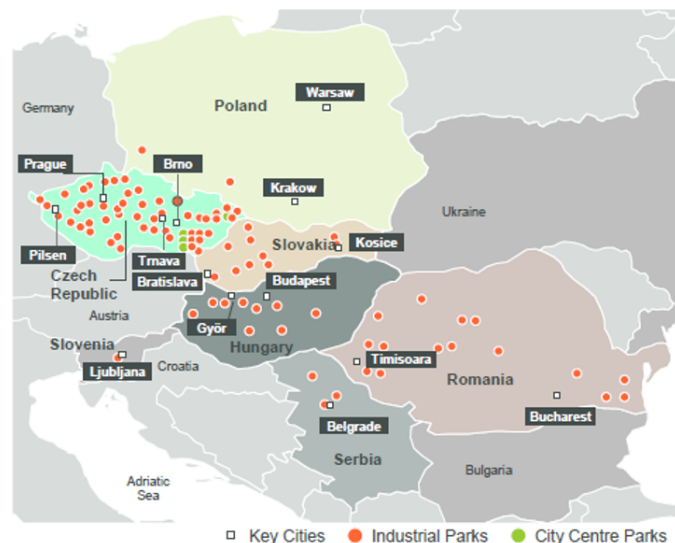 Germany
Poland
Warsaw
Prague
Brno
Krakow
Ukraine
Slovakia
Kosice
Pilsen
Trnava
Czech
Republic
Bratislava
Budapest
Austria
Györ
Hungary
Slovenia
Croatia
Ljubljana
Timisoara
Romania
Bucharest
Belgrade
Serbia
Bulgaria
Adriatic
Sea
Key Cities
Industrial Parks
City Centre Parks